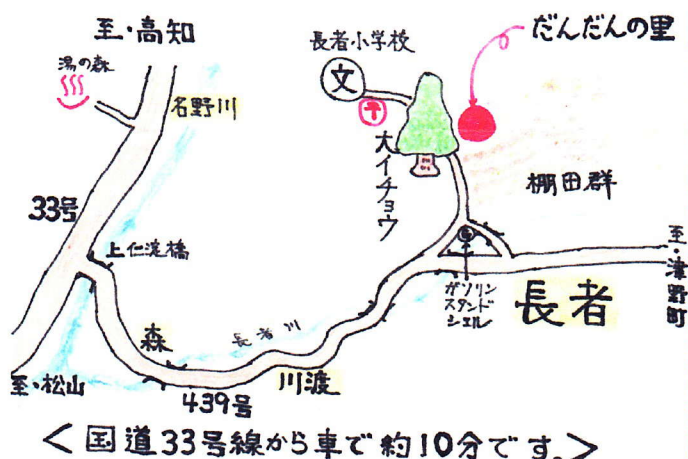 至・高知
湯の森
名野川
33号
上仁淀橋
至・松山
森
439号
長者川
川渡
長者小学校
文
〒
大イチョウ
だんだんの里
棚田群
ガソリン
スタンド
シェル
長者
至・津野町
＜国道33号線から車で約10分です。＞